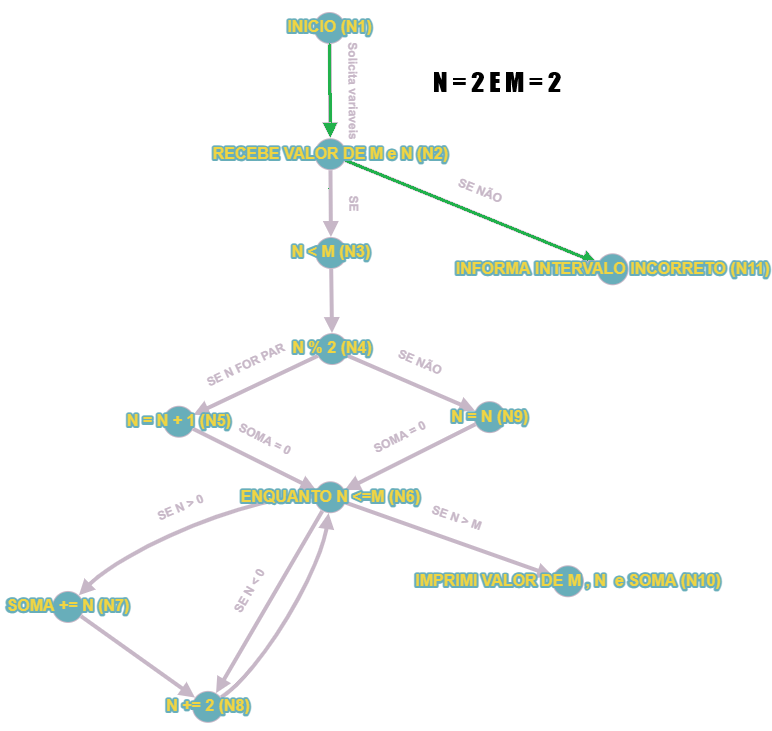 INICIO (N1)
Solicita variaveis
N = 2 E M = 2
RECEBE VALOR DE M e N (N2)
SE
SE NÃO
N < M (N3)
INFORMA INTERVALO INCORRETO (N11)
N % 2 (N4)
SE N FOR PAR
SE NÃO
N = N + 1 (N5)
N = N (N9)
SOMA = 0
SOMA = 0
ENQUANTO N <=M (N6)
SE N > 0
SE N > M
SE N < 0
IMPRIMI VALOR DE M , N e SOMA (N10)
SOMA += N (N7)
N += 2 (N8)